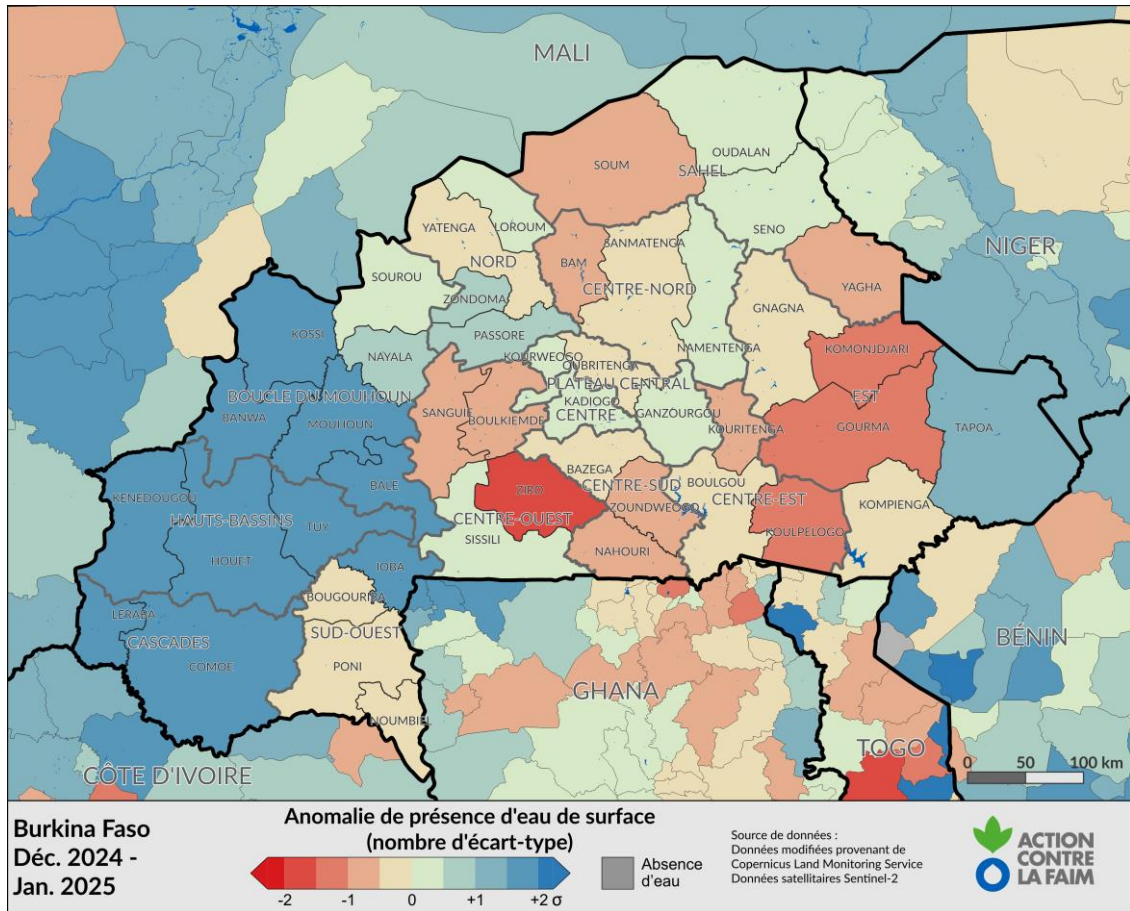 MALI
OUDALAN
SOUM
SAHEL
YATENGA
LOROUM
SENO
SANMATENGA
NORD
BAM
NIGER
SOUROU
CENTRE-NORD
YAGHA
ZONDOMA
GNAGNA
KOSSI
PASSORE
NAYALA
KOURWEOGO
NAMENTENGA
KOMONJDJARI
OUBRITENGA
PLATEAU CENTRAL
BOUCLE DU MOUHOUN
EST
KADIOGO
SANGUIE
CENTRE
GANZOURGOU
BANWA
MOUHOUN
BOULKIEMDE
KOURITENGA
GOURMA
TAPOA
BAZEGA
BALE
CENTRE-SUD
BOULGOU
ZIRO
KENEDOUGOU
CENTRE-EST
KOMPIENGA
ZOUNDWEOGO
CENTRE-OUEST
HAUTS-BASSINS
TUY
KOULPELOGO
SISSILI
NAHOURI
HOUET
IOBA
BOUGOURIBA
LERABA
SUD-OUEST
BÉNIN
CASCADES
COMOE
PONI
GHANA
NOUMBIEL
TOGO
CÔTE D'IVOIRE
0 50 100 km
Burkina Faso
Déc. 2024 -
Jan. 2025
Anomalie de présence d'eau de surface
(nombre d'écart-type)
-2 -1 0 +1 +2 σ
Absence
d'eau
Source de données :
Données modifiées provenant de
Copernicus Land Monitoring Service
Données satellitaires Sentinel-2
ACTION
CONTRE
LA FAIM